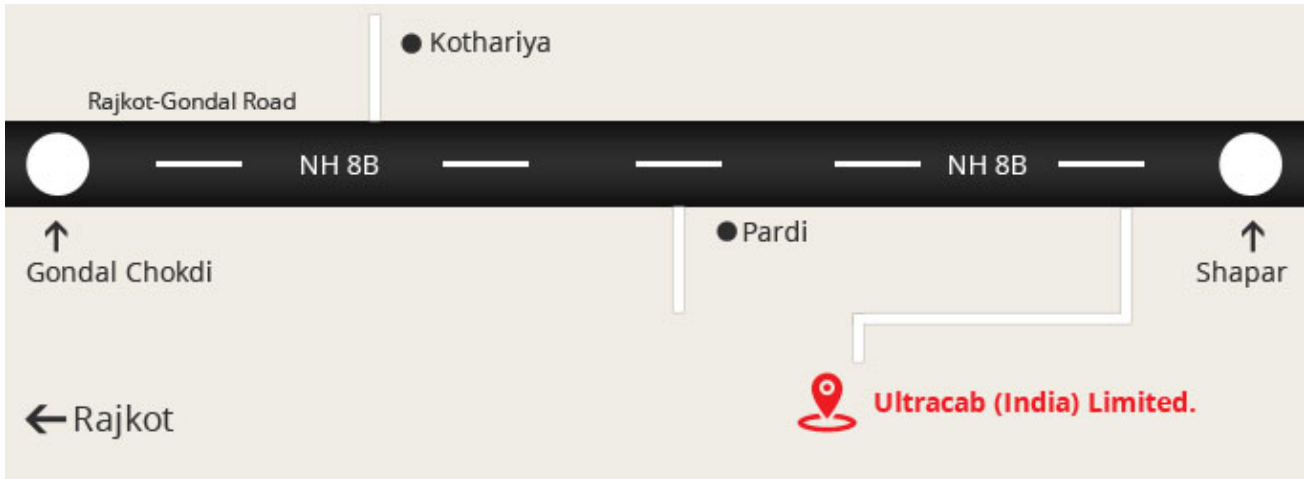 Kothariya
Rajkot-Gondal Road
NH 8B
NH 8B
Pardi
Gondal Chokdi
Shapar
Ultracab (India) Limited.
Rajkot